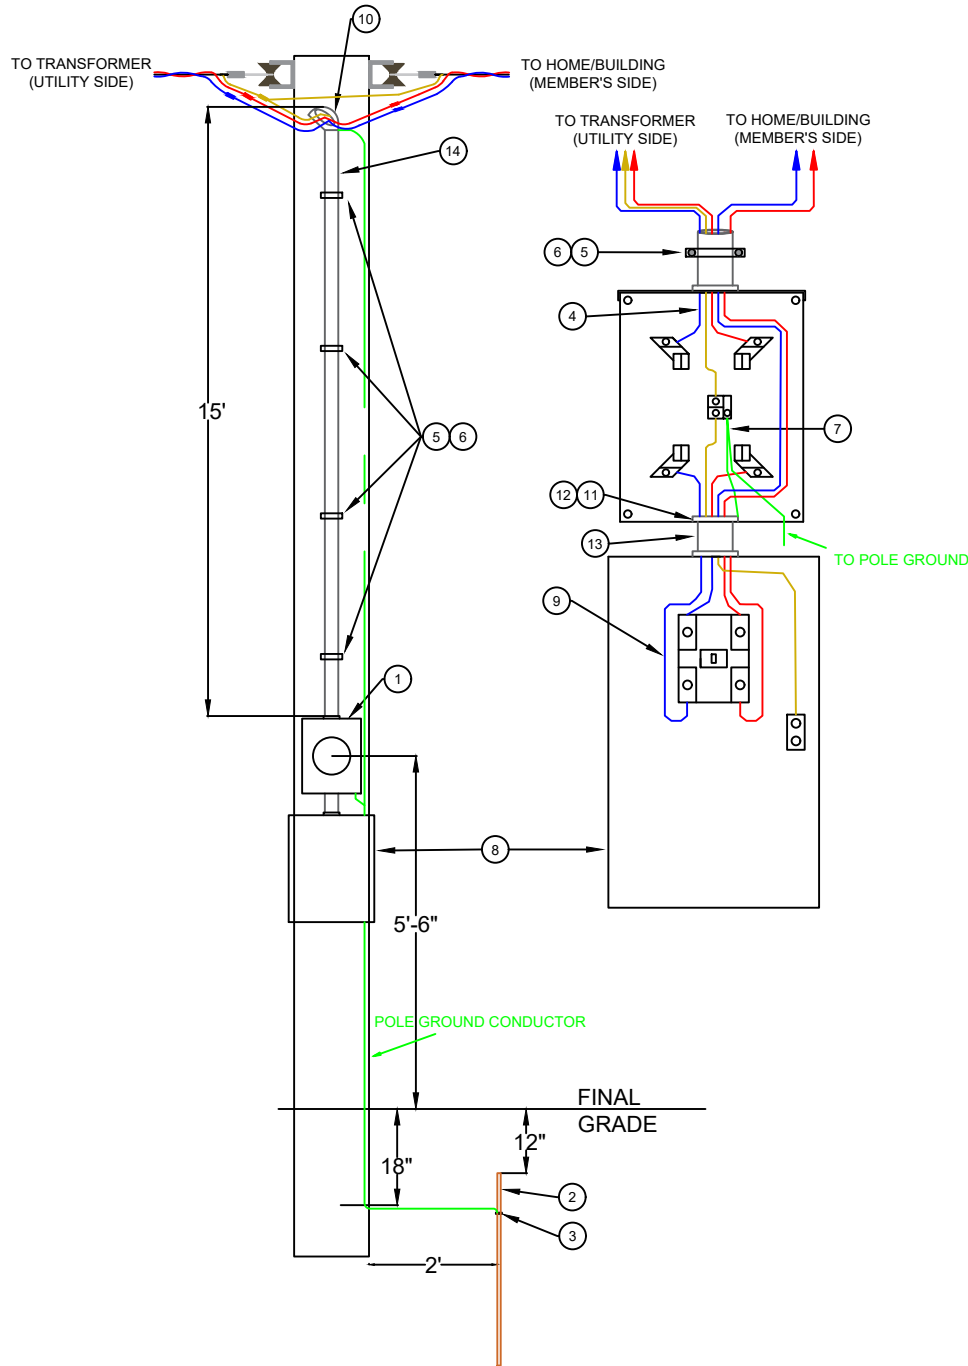 10
TO TRANSFORMER
(UTILITY SIDE)
TO HOME/BUILDING
(MEMBER'S SIDE)
TO TRANSFORMER
(UTILITY SIDE)
TO HOME/BUILDING
(MEMBER'S SIDE)
14
6 5
4
15'
5 6
7
12 11
13
TO POLE GROUND
9
1
8
5'-6"
POLE GROUND CONDUCTOR
FINAL
GRADE
12"
18"
2
3
2'